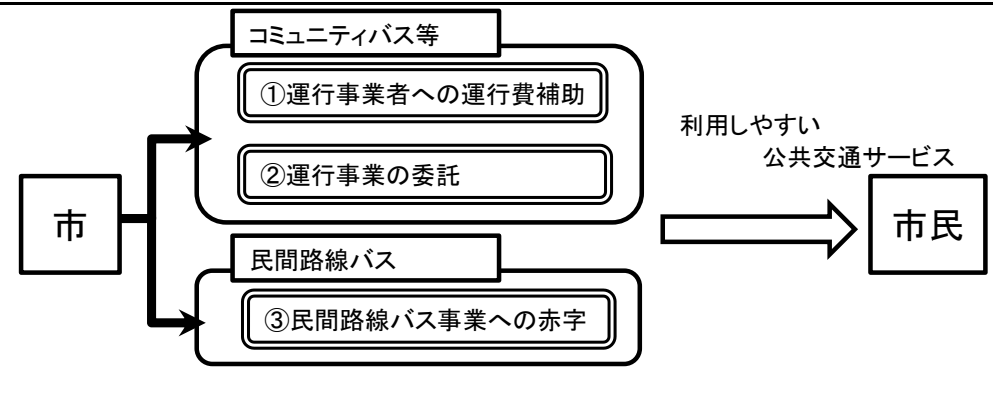 コミュニティバス等
①運行事業者への運行費補助
②運行事業の委託
市
民間路線バス
③民間路線バス事業への赤字
利用しやすい
公共交通サービス
市民